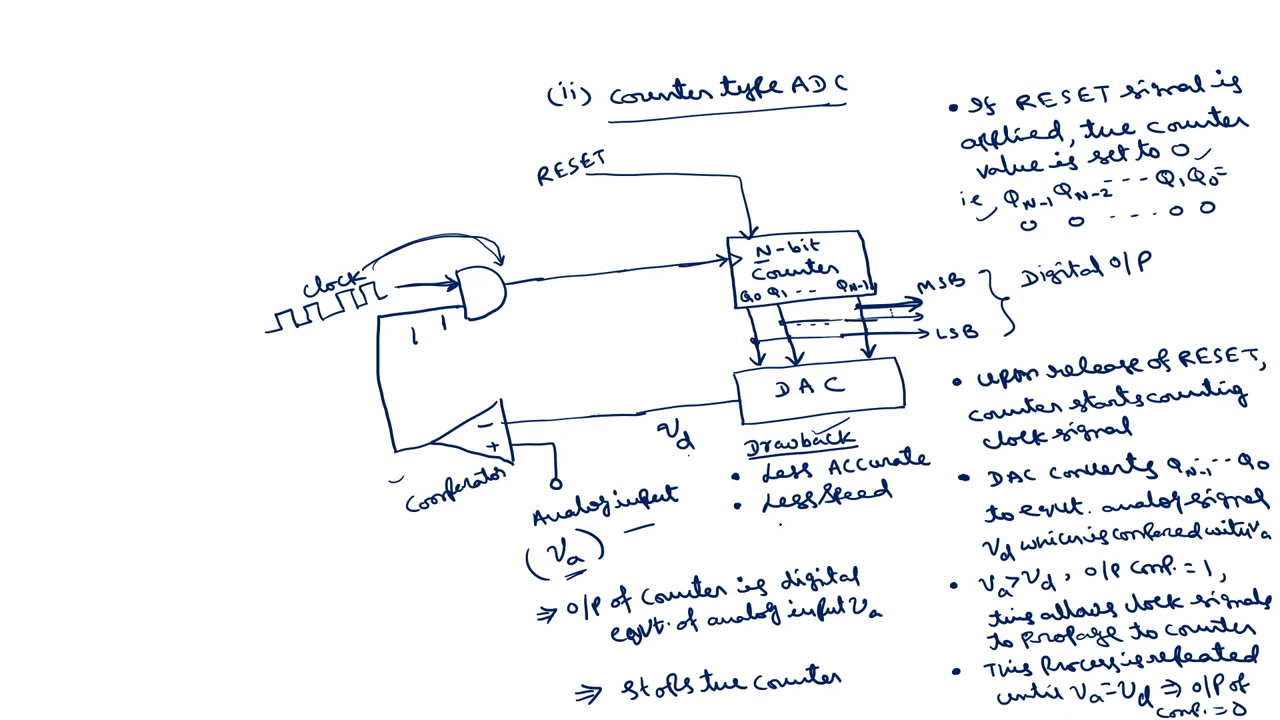 (ii) Counter type ADC
RESET
clock
1 1
N-bit
Counter
Q0 Q1 -- QN-1
MSB
LSB
Digital O/P
DAC
Vd
-
+
Comparator
Analog input
(Va)
Drawback
• Less Accurate
• Less Speed
⇒ O/P of Counter is digital
eqvt. of analog input Va
⇒ stops the counter
• If RESET signal is
applied, the counter
value is set to 0
ie QN-1 QN-2 --- Q1 Q0=
0 0 ---- 0 0
• upon release of RESET,
counter starts counting
clock signal
• DAC converts QN-1 -- Q0
to eqvt. analog signal
Vd which is compared with Va
• Va>Vd, O/P Comp. = 1,
this allows clock signals
to propage to counter
• This Process is repeated
until Va=Vd ⇒ O/P of
Comp. = 0